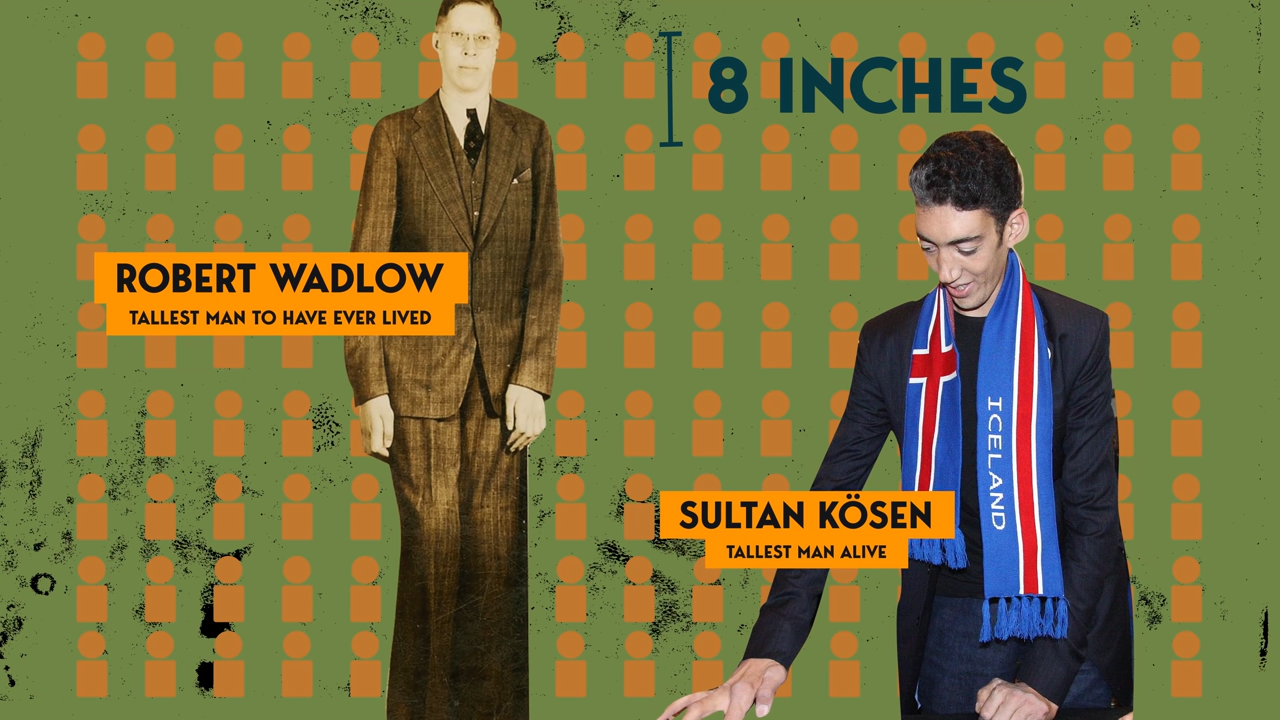 8 INCHES
ROBERT WADLOW
TALLEST MAN TO HAVE EVER LIVED
ICELAND
SULTAN KÖSEN
TALLEST MAN ALIVE